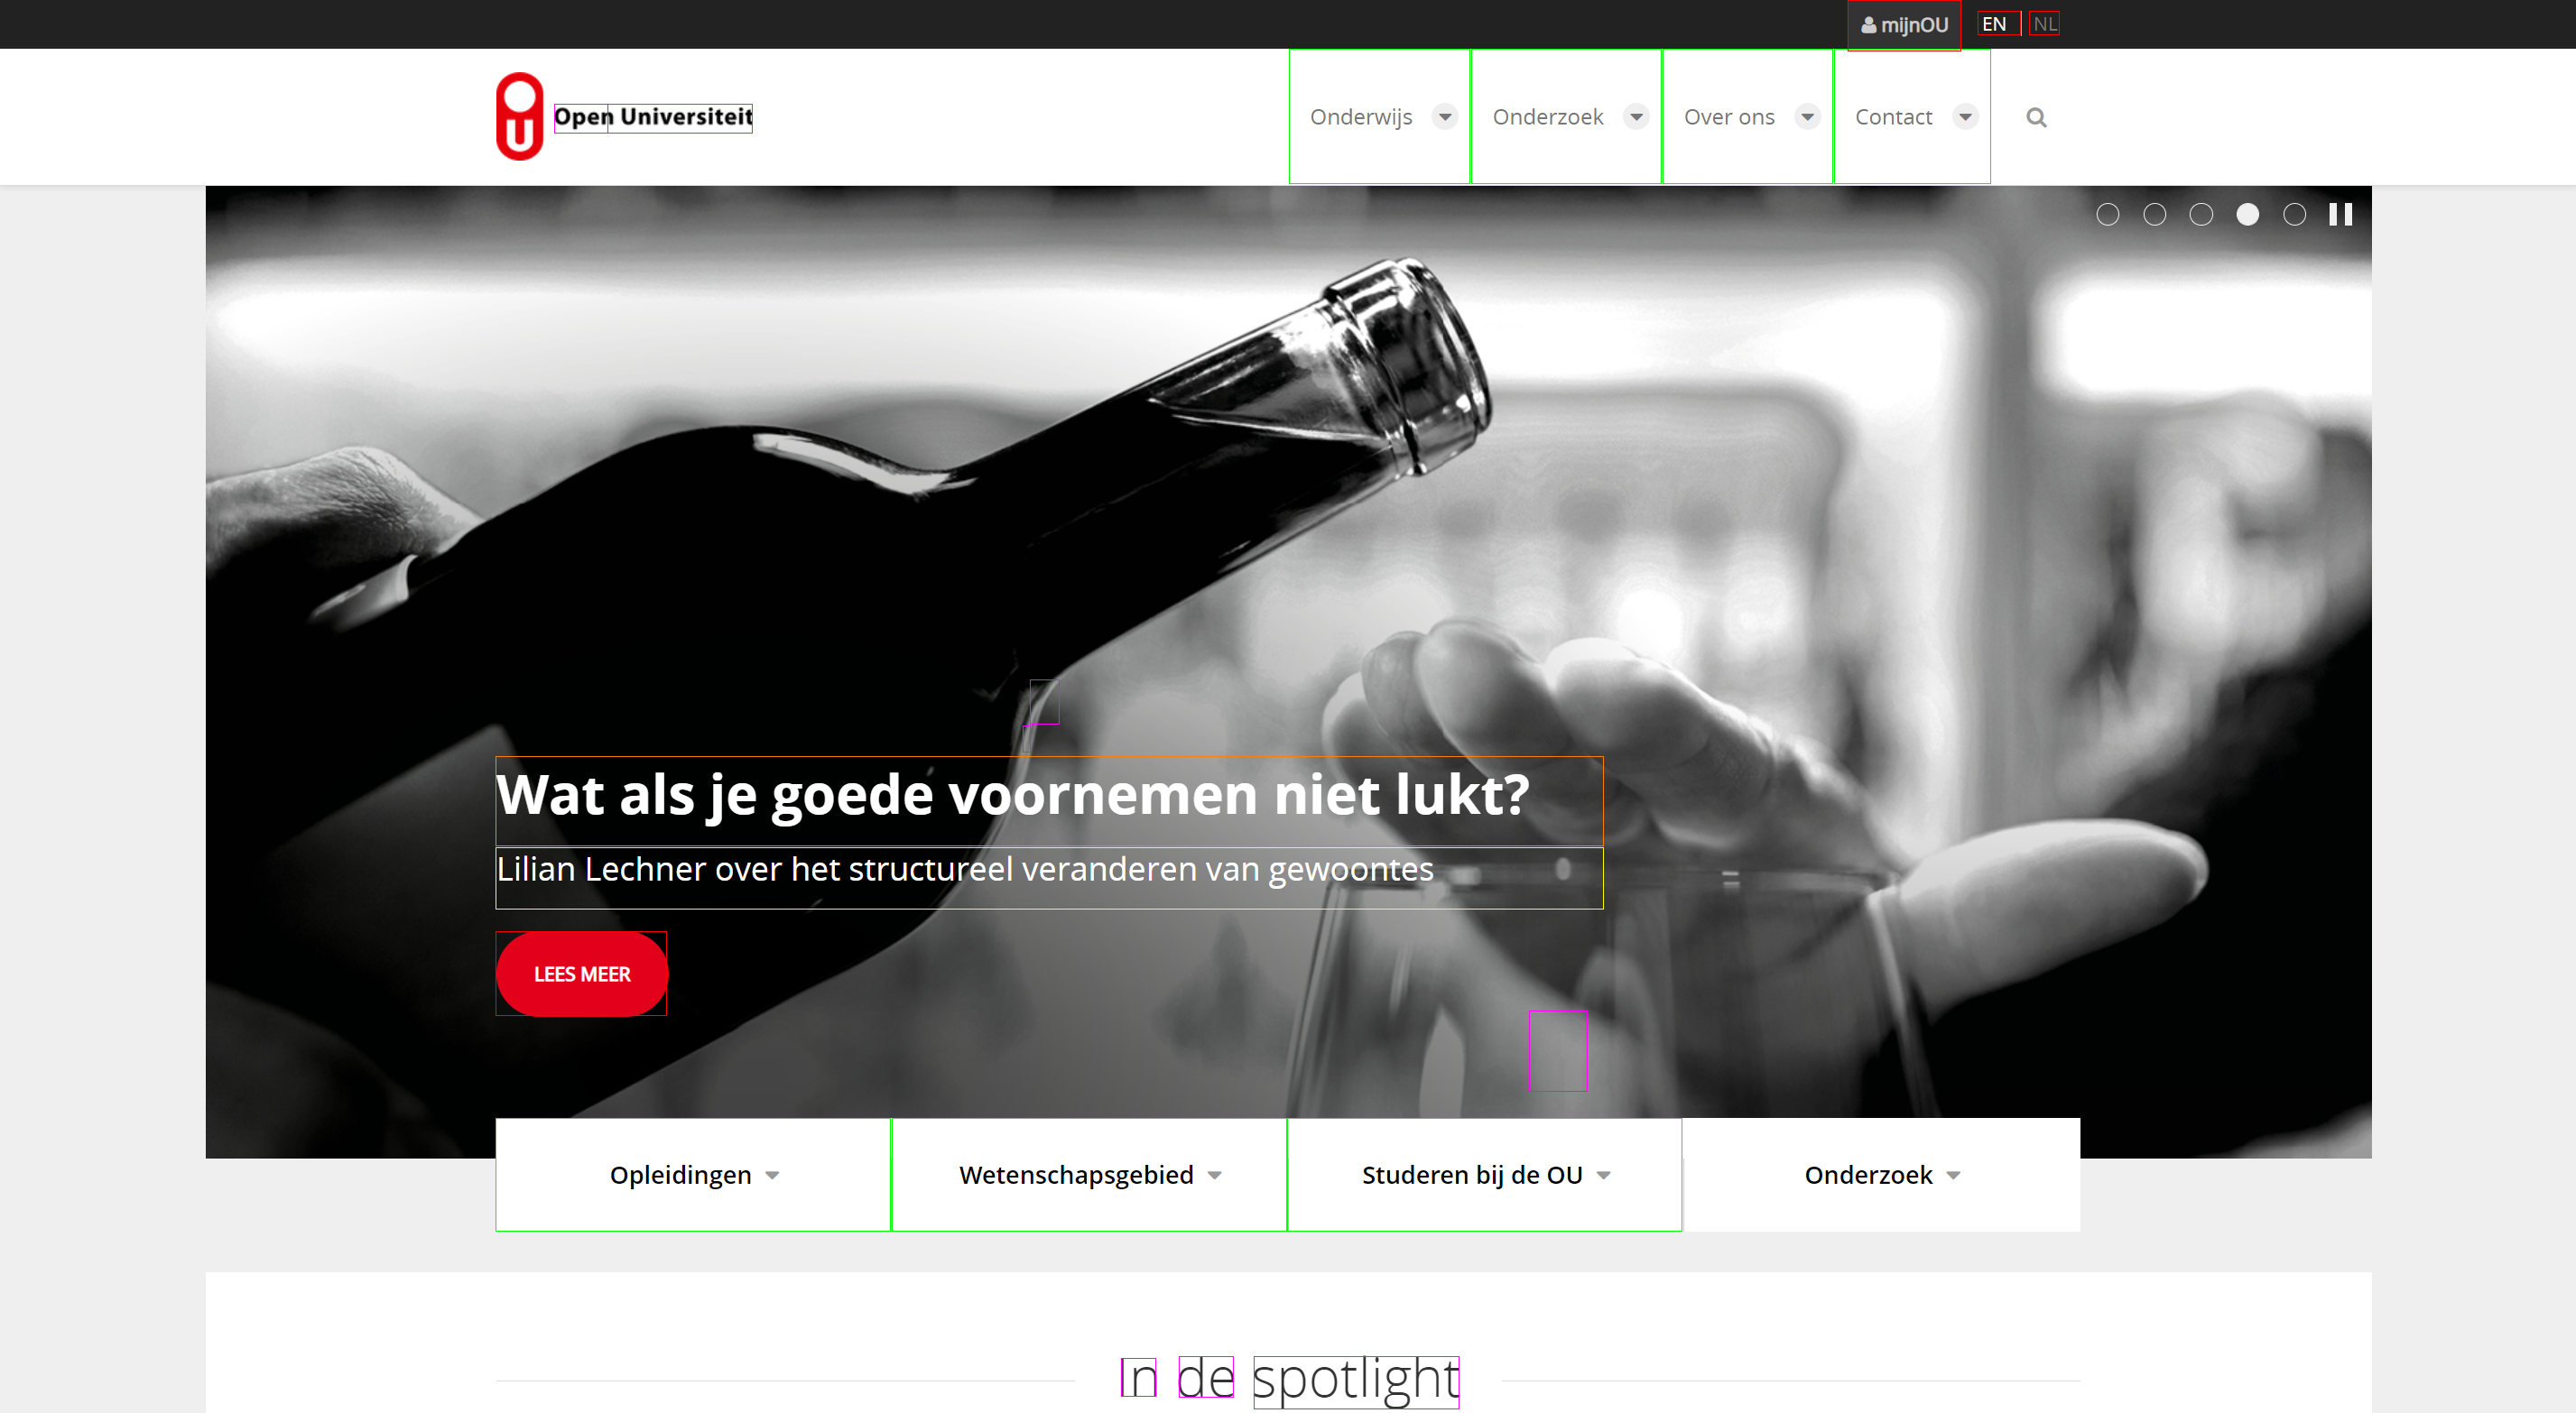 mijnOU EN NL
Open Universiteit
Onderwijs Onderzoek Over ons Contact
Wat als je goede voornemen niet lukt?
Lilian Lechner over het structureel veranderen van gewoontes
LEES MEER
Opleidingen Wetenschapsgebied Studeren bij de OU Onderzoek
In de spotlight